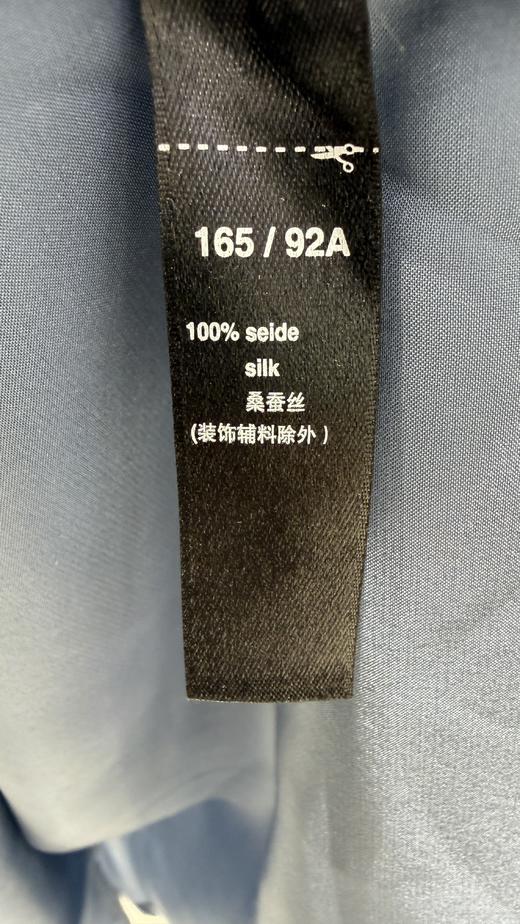 165 / 92A
100% seide
silk
桑蚕丝
(装饰辅料除外 )